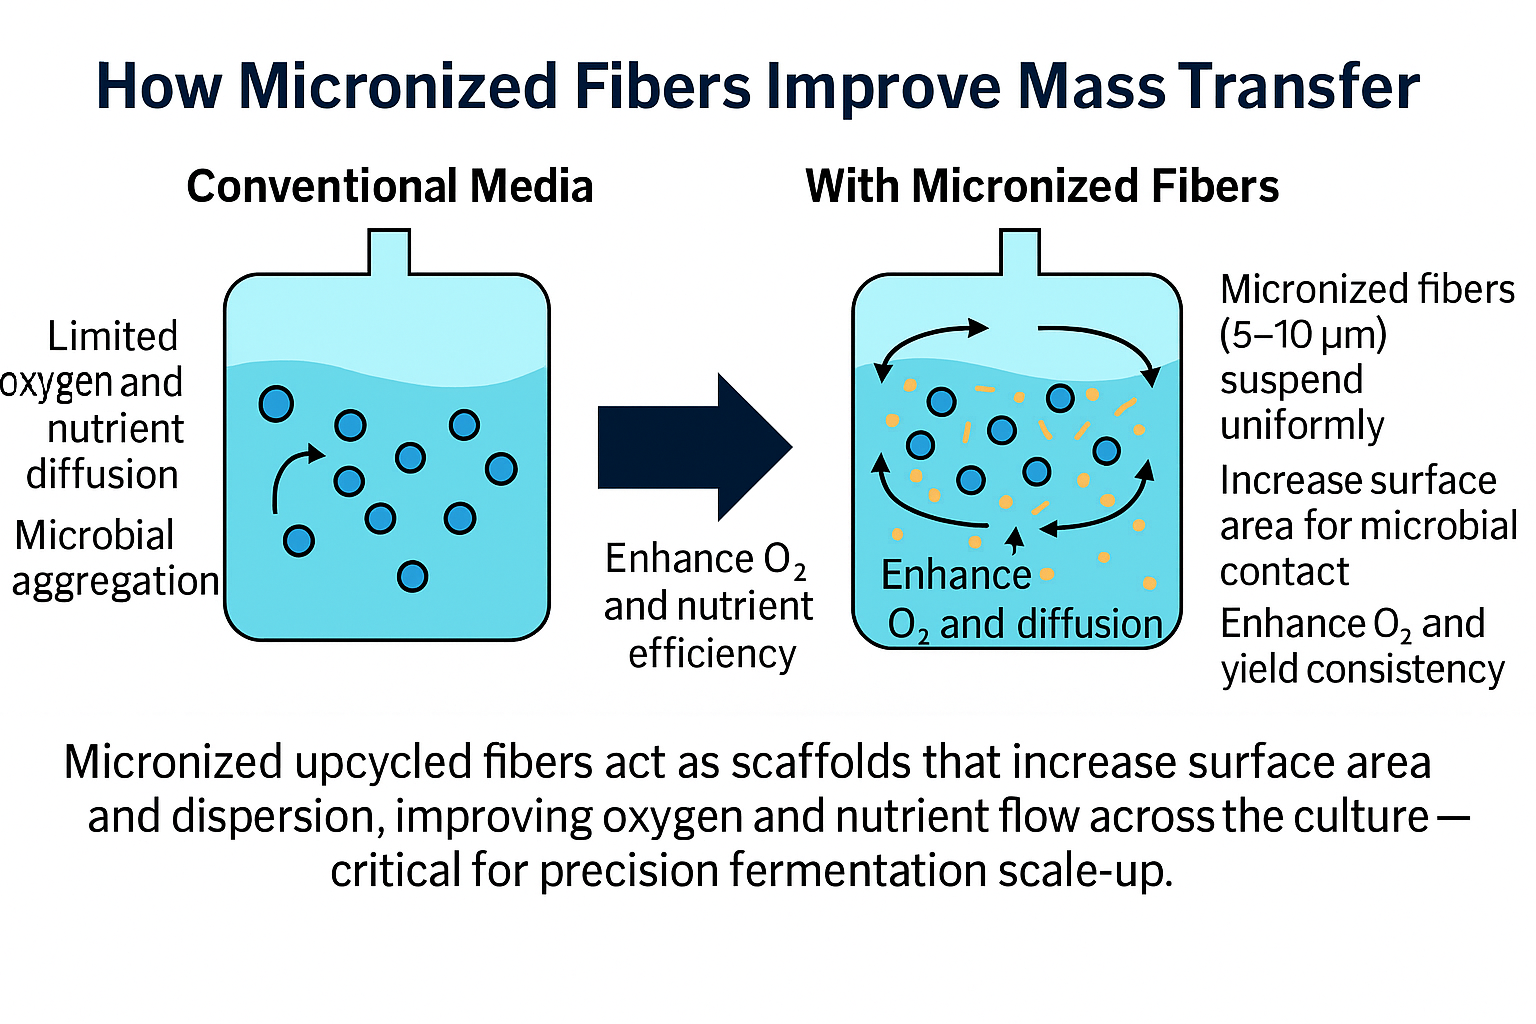 How Micronized Fibers Improve Mass Transfer
Conventional Media
Limited
oxygen and
nutrient
diffusion
Microbial
aggregation
Enhance O₂
and nutrient
efficiency
With Micronized Fibers
Enhance
O₂ and diffusion
Micronized fibers
(5–10 µm)
suspend
uniformly
Increase surface
area for microbial
contact
Enhance O₂ and
yield consistency
Micronized upcycled fibers act as scaffolds that increase surface area
and dispersion, improving oxygen and nutrient flow across the culture —
critical for precision fermentation scale-up.